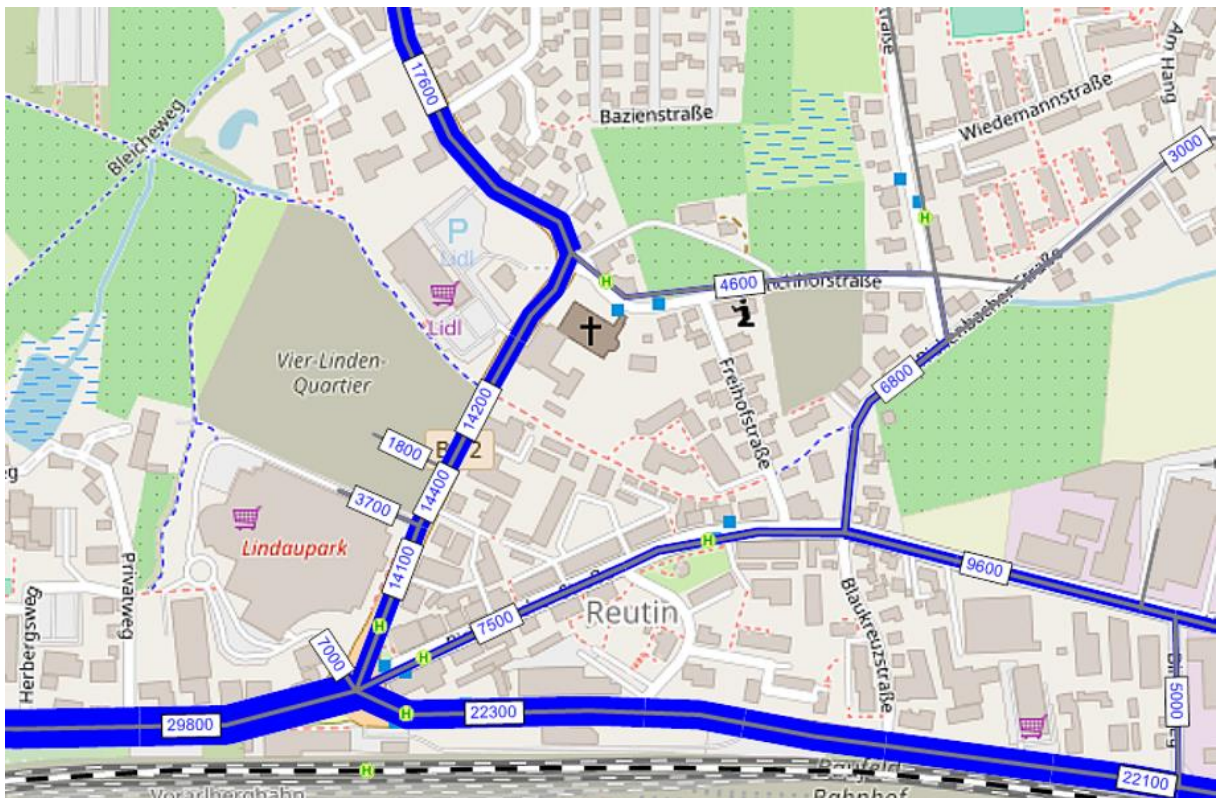 17600
Bazienstraße
Am Hang
Wiedemannstraße
Bleicheweg
3000
P
Lidl
H
H
4600
Lidl
Vier-Linden-
Quartier
Freihofstraße
6800
14200
1800
14400
3700
Lindaupark
14100
H
9600
Privatweg
Herbergsweg
Reutin
7500
Blaukreuzstraße
H
H
7000
5000
29800
H
22300
22100
H
Bahnhof
Vorarlbergbahn